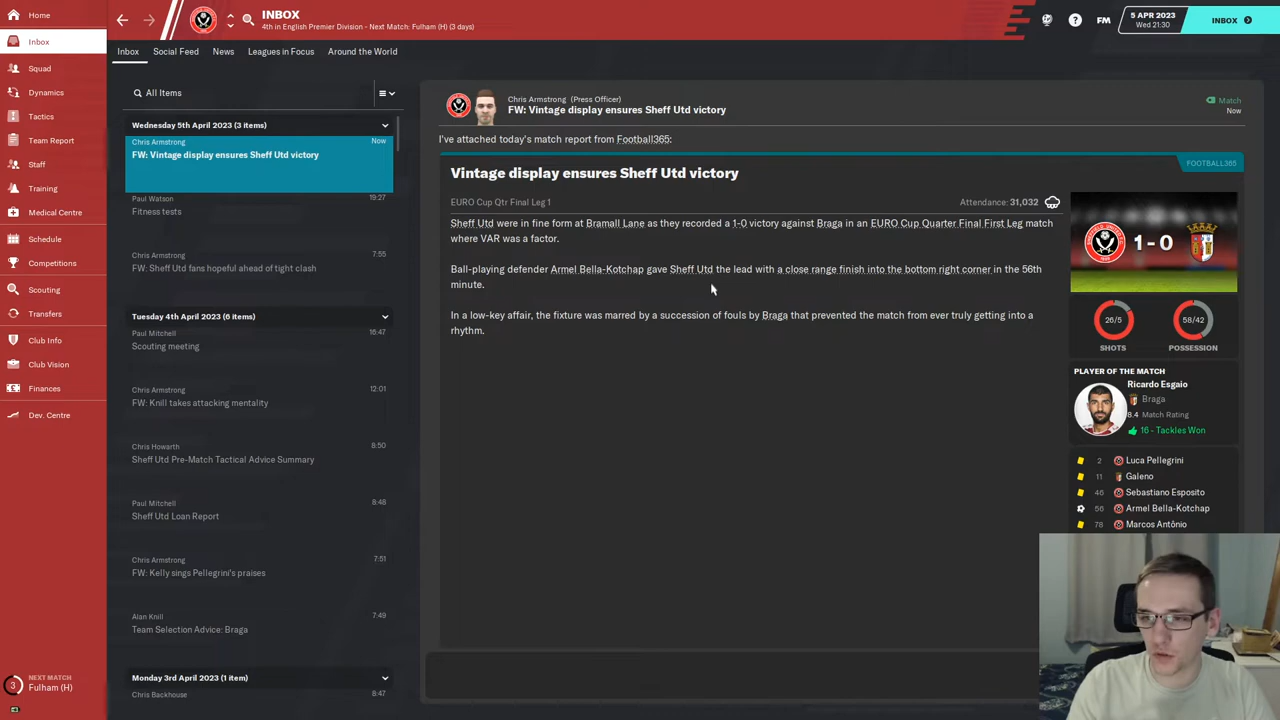 Home
INBOX
4th in English Premier Division - Next Match: Fulham (H) (3 days)
?
FM
5 APR 2023
Wed 21:30
INBOX
Inbox
Squad
Dynamics
Tactics
Team Report
Staff
Training
Medical Centre
Schedule
Competitions
Scouting
Transfers
Club Info
Club Vision
Finances
Dev. Centre
3
NEXT MATCH
Fulham (H)
Inbox
Social Feed
News
Leagues in Focus
Around the World
All Items
Wednesday 5th April 2023 (3 items)
Chris Armstrong
Now
FW: Vintage display ensures Sheff Utd victory
Paul Watson
19:27
Fitness tests
Chris Armstrong
7:55
FW: Sheff Utd fans hopeful ahead of tight clash
Tuesday 4th April 2023 (6 items)
Paul Mitchell
16:47
Scouting meeting
Chris Armstrong
12:01
FW: Knill takes attacking mentality
Chris Howarth
8:50
Sheff Utd Pre-Match Tactical Advice Summary
Paul Mitchell
8:48
Sheff Utd Loan Report
Chris Armstrong
7:51
FW: Kelly sings Pellegrini's praises
Alan Knill
7:49
Team Selection Advice: Braga
Monday 3rd April 2023 (1 item)
Chris Backhouse
8:47
Chris Armstrong (Press Officer)
FW: Vintage display ensures Sheff Utd victory
Match
Now
I've attached today's match report from Football365:
FOOTBALL365
Vintage display ensures Sheff Utd victory
EURO Cup Qtr Final Leg 1
Attendance: 31,032
Sheff Utd were in fine form at Bramall Lane as they recorded a 1-0 victory against Braga in an EURO Cup Quarter Final First Leg match
where VAR was a factor.
Ball-playing defender Armel Bella-Kotchap gave Sheff Utd the lead with a close range finish into the bottom right corner in the 56th
minute.
In a low-key affair, the fixture was marred by a succession of fouls by Braga that prevented the match from ever truly getting into a
rhythm.
1-0
26/5
58/42
SHOTS
POSSESSION
PLAYER OF THE MATCH
Ricardo Esgaio
Braga
8.4 Match Rating
16 - Tackles Won
2 Luca Pellegrini
11 Galeno
46 Sebastiano Esposito
56 Armel Bella-Kotchap
78 Marcos Antônio